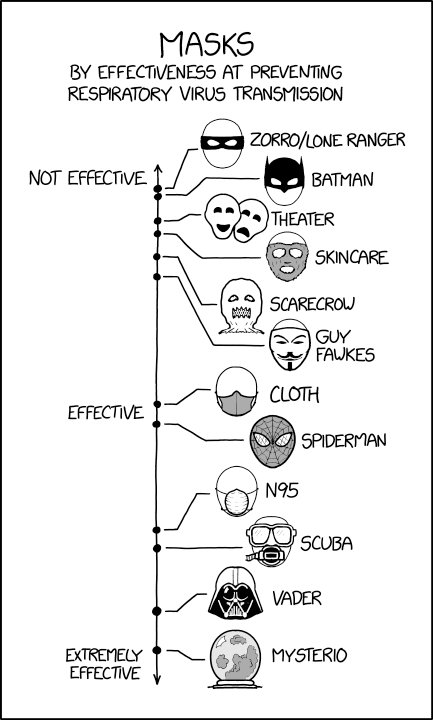 MASKS
BY EFFECTIVENESS AT PREVENTING
RESPIRATORY VIRUS TRANSMISSION
ZORRO/LONE RANGER
NOT EFFECTIVE
BATMAN
THEATER
SKINCARE
SCARECROW
GUY
FAWKES
CLOTH
EFFECTIVE
SPIDERMAN
N95
SCUBA
VADER
EXTREMELY
EFFECTIVE
MYSTERIO